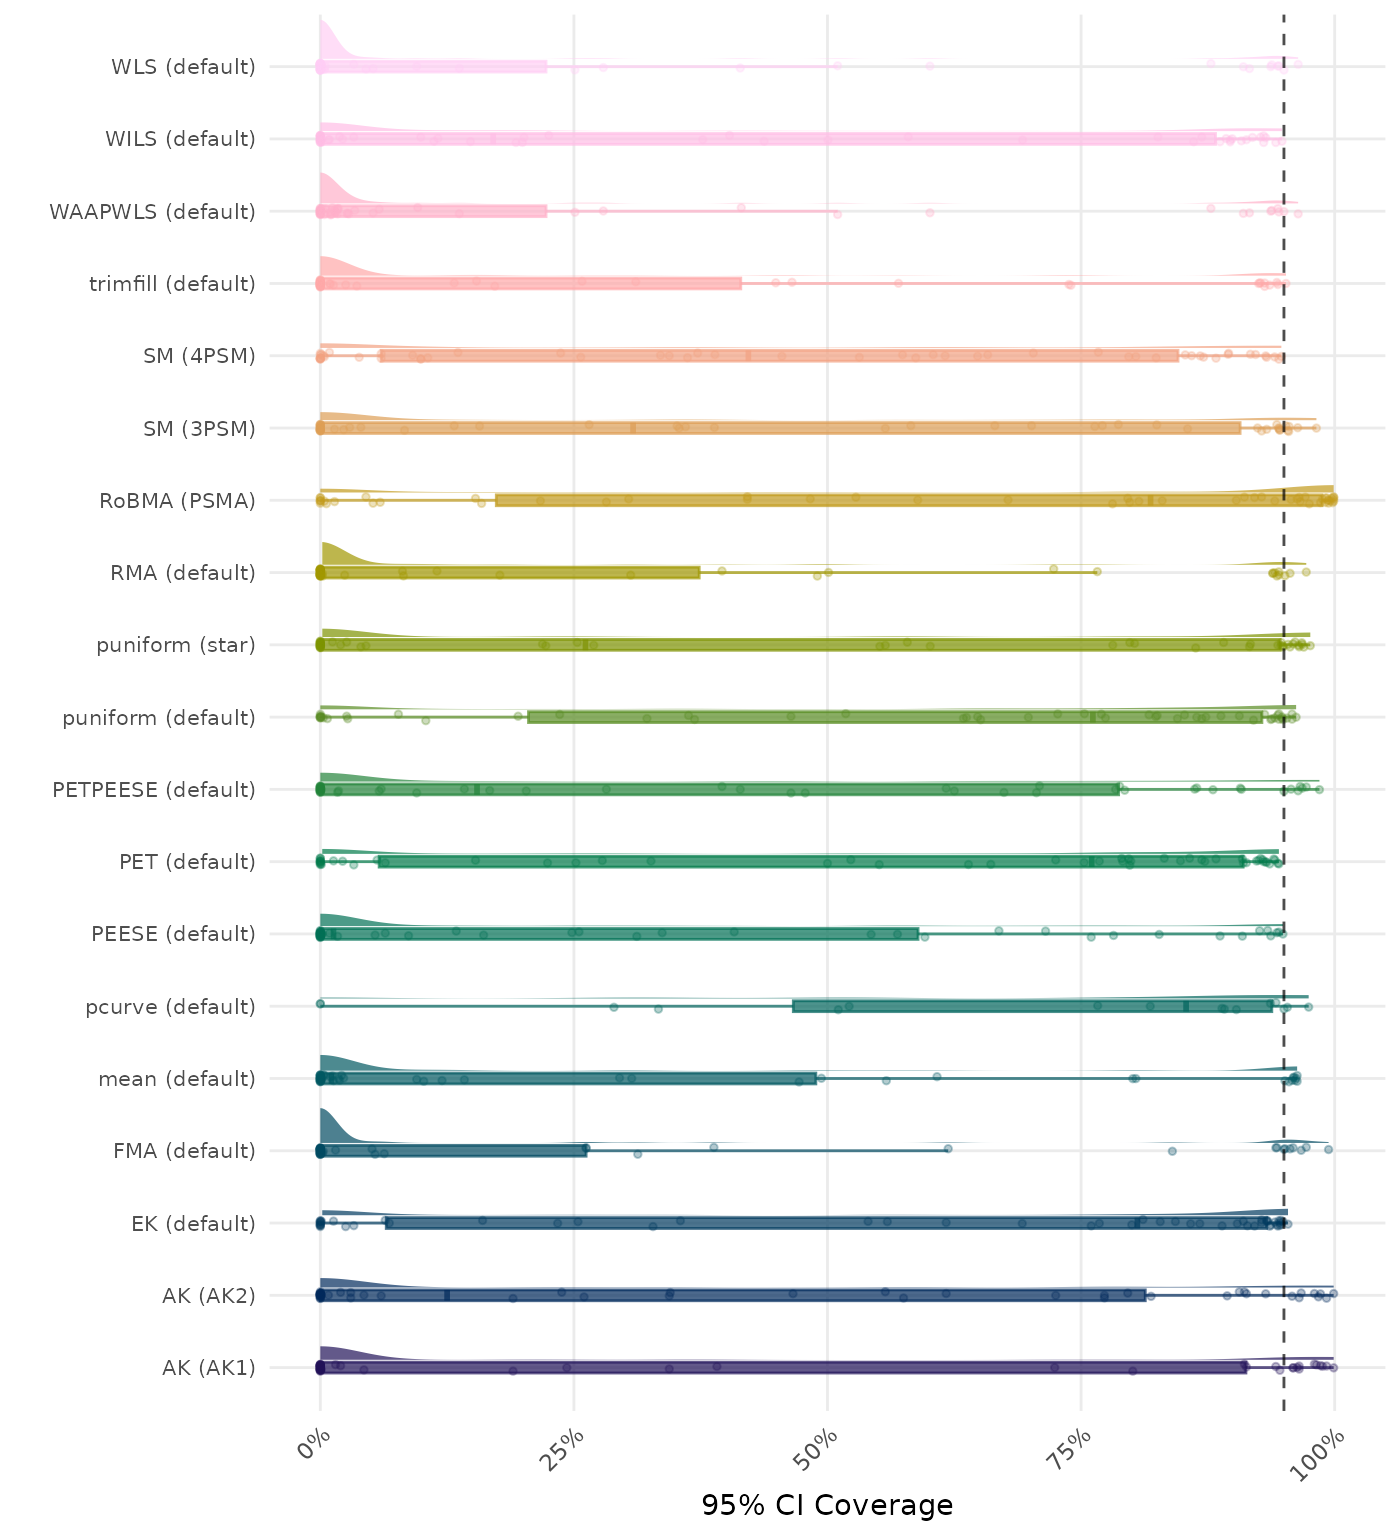 WLS (default)
WILS (default)
WAAPWLS (default)
trimfill (default)
SM (4PSM)
SM (3PSM)
RoBMA (PSMA)
RMA (default)
puniform (star)
puniform (default)
PETPEESE (default)
PET (default)
PEESE (default)
pcurve (default)
mean (default)
FMA (default)
EK (default)
AK (AK2)
AK (AK1)
0%
25%
50%
75%
100%
95% CI Coverage